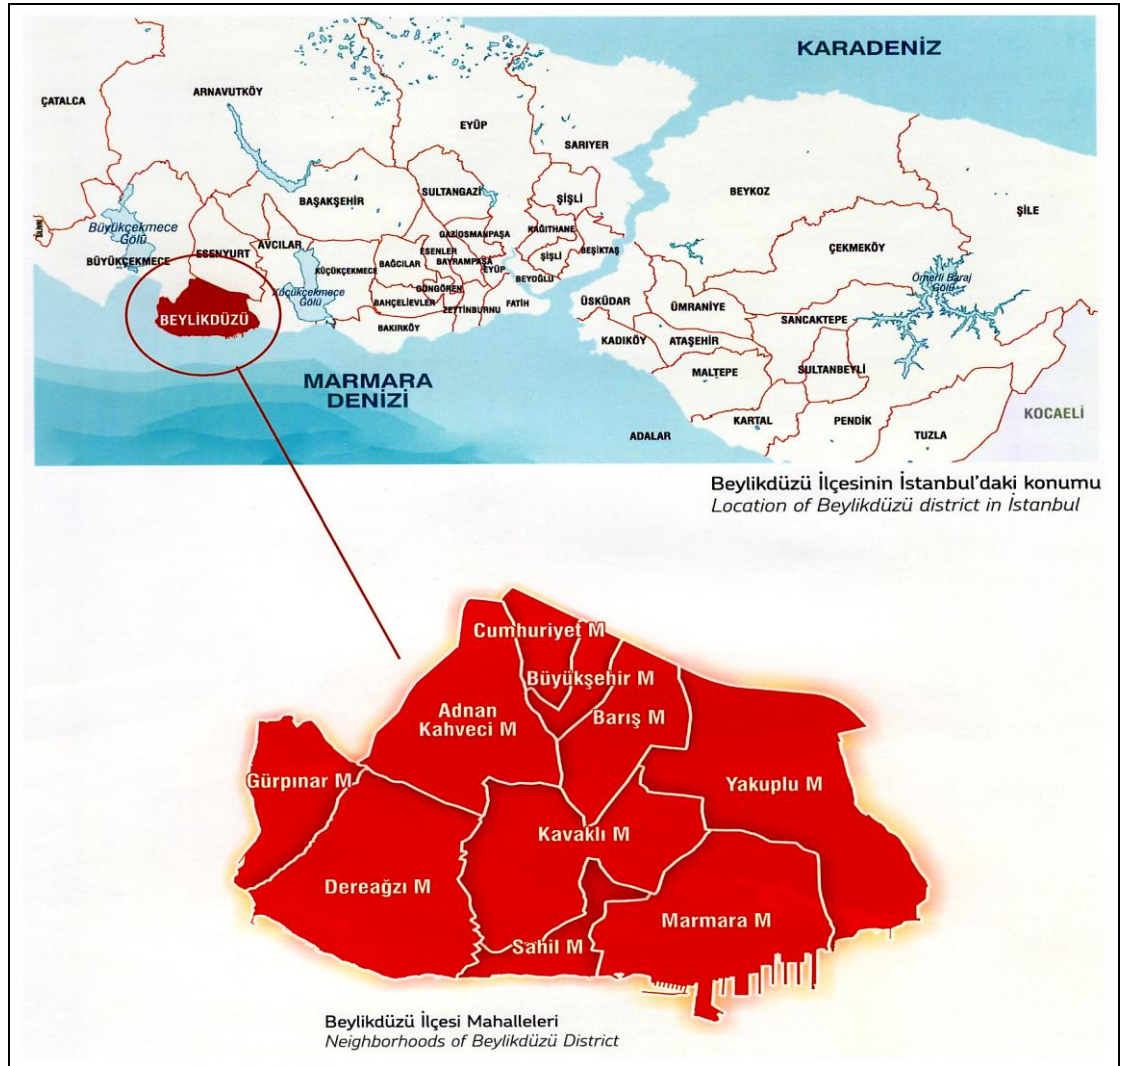 KARADENİZ
ÇATALCA
ARNAVUTKÖY
EYÜP
SARIYER
BEYKOZ
ŞİLE
BAŞAKŞEHİR
SULTANGAZİ
ŞİŞLİ
Büyükçekmece
Gölü
GAZİOSMANPAŞA
KAĞITHANE
ÇEKMEKÖY
BÜYÜKÇEKMECE
ESENYURT
AVCILAR
KÜÇÜKÇEKMECE
BAĞCILAR
ESENLER
BAYRAMPAŞA
EYÜP
ŞİŞLİ
BEŞİKTAŞ
BEYOĞLU
Ömerli Baraj
Gölü
Küçükçekmece
Gölü
GÜNGÖREN
BAHÇELİEVLER
ZEYTİNBURNU
FATİH
BAKIRKÖY
ÜSKÜDAR
ÜMRANİYE
SANCAKTEPE
BEYLİKDÜZÜ
KADIKÖY
ATAŞEHİR
MALTEPE
SULTANBEYLİ
MARMARA
DENİZİ
KARTAL
PENDİK
TUZLA
KOCAELİ
ADALAR
Beylikdüzü İlçesinin İstanbul'daki konumu
Location of Beylikdüzü district in İstanbul
Cumhuriyet M
Büyükşehir M
Adnan
Kahveci M
Barış M
Gürpınar M
Yakuplu M
Kavaklı M
Dereağzı M
Marmara M
Sahil M
Beylikdüzü İlçesi Mahalleleri
Neighborhoods of Beylikdüzü District